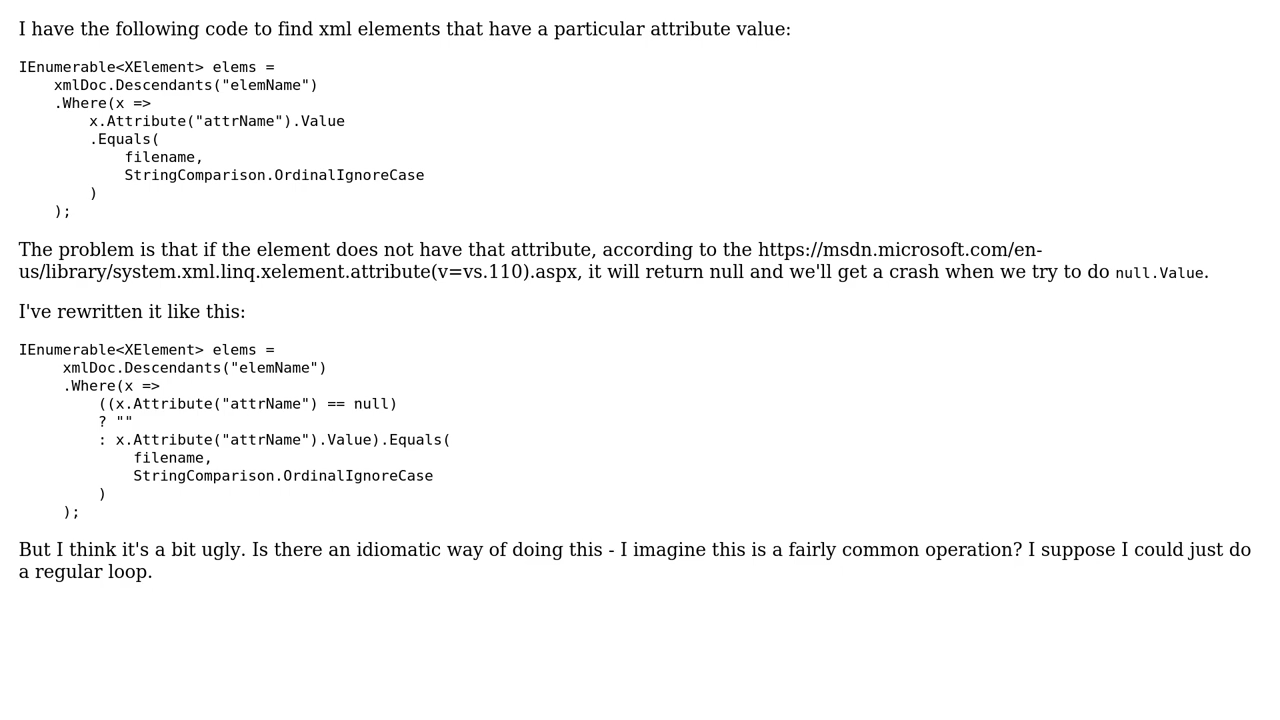 I have the following code to find xml elements that have a particular attribute value:
IEnumerable<XElement> elems =
    xmlDoc.Descendants("elemName")
    .Where(x =>
        x.Attribute("attrName").Value
        .Equals(
            filename,
            StringComparison.OrdinalIgnoreCase
        )
    );
The problem is that if the element does not have that attribute, according to the https://msdn.microsoft.com/en-
us/library/system.xml.linq.xelement.attribute(v=vs.110).aspx, it will return null and we'll get a crash when we try to do null.Value.
I've rewritten it like this:
IEnumerable<XElement> elems =
     xmlDoc.Descendants("elemName")
     .Where(x =>
         ((x.Attribute("attrName") == null)
         ? ""
         : x.Attribute("attrName").Value).Equals(
             filename,
             StringComparison.OrdinalIgnoreCase
         )
     );
But I think it's a bit ugly. Is there an idiomatic way of doing this - I imagine this is a fairly common operation? I suppose I could just do
a regular loop.